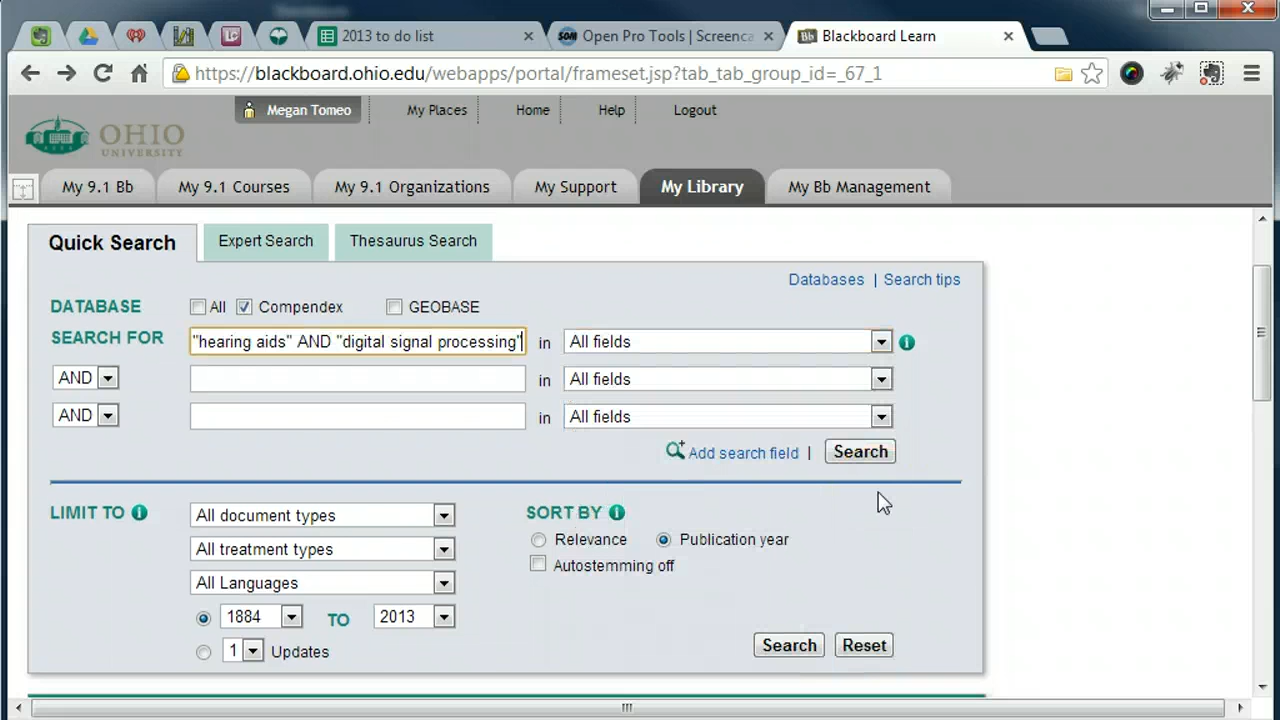 2013 to do list
Open Pro Tools | Screenca
Bb Blackboard Learn
https://blackboard.ohio.edu/webapps/portal/frameset.jsp?tab_tab_group_id=_67_1
Megan Tomeo My Places Home Help Logout
OHIO
UNIVERSITY
My 9.1 Bb My 9.1 Courses My 9.1 Organizations My Support My Library My Bb Management
Quick Search Expert Search Thesaurus Search
Databases | Search tips
DATABASE All Compendex GEOBASE
SEARCH FOR "hearing aids" AND "digital signal processing" in All fields
AND in All fields
AND in All fields
Add search field | Search
LIMIT TO All document types SORT BY
All treatment types Relevance Publication year
All Languages Autostemming off
1884 TO 2013
1 Updates Search Reset